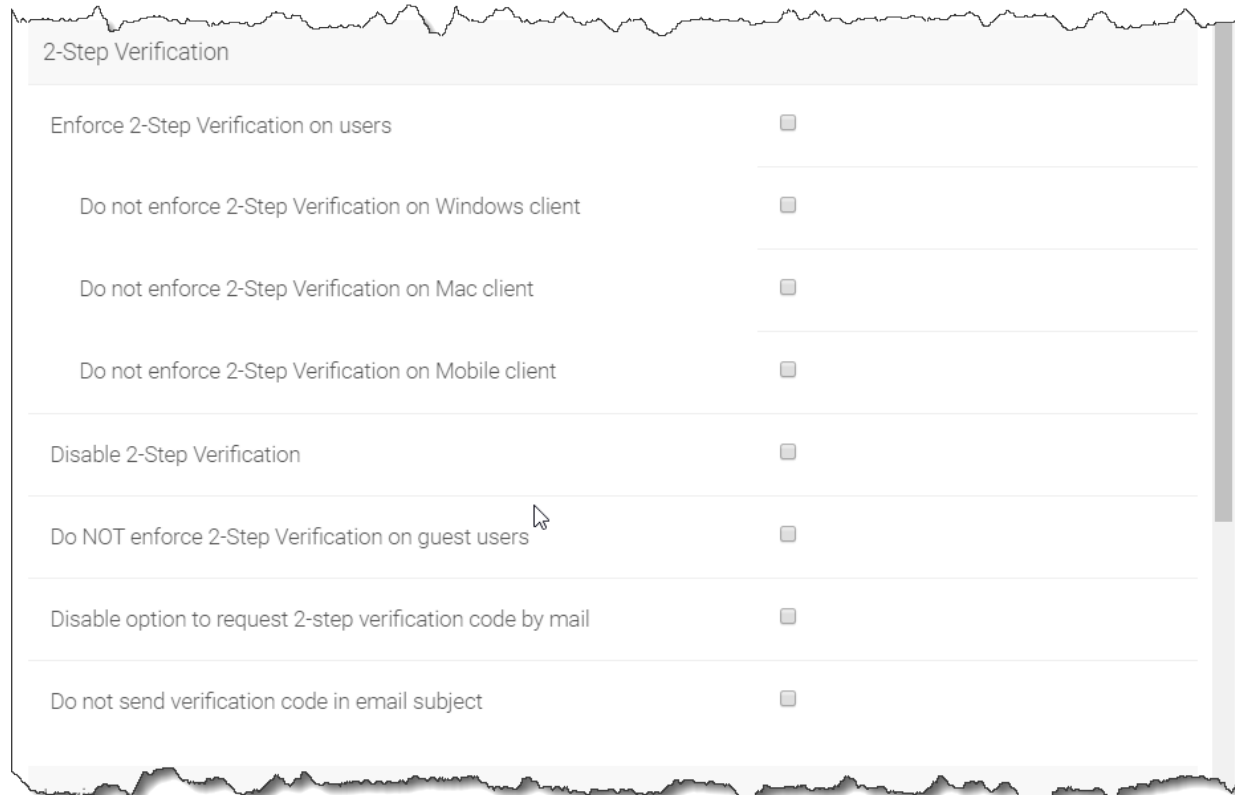 2-Step Verification
Enforce 2-Step Verification on users
Do not enforce 2-Step Verification on Windows client
Do not enforce 2-Step Verification on Mac client
Do not enforce 2-Step Verification on Mobile client
Disable 2-Step Verification
Do NOT enforce 2-Step Verification on guest users
Disable option to request 2-step verification code by mail
Do not send verification code in email subject